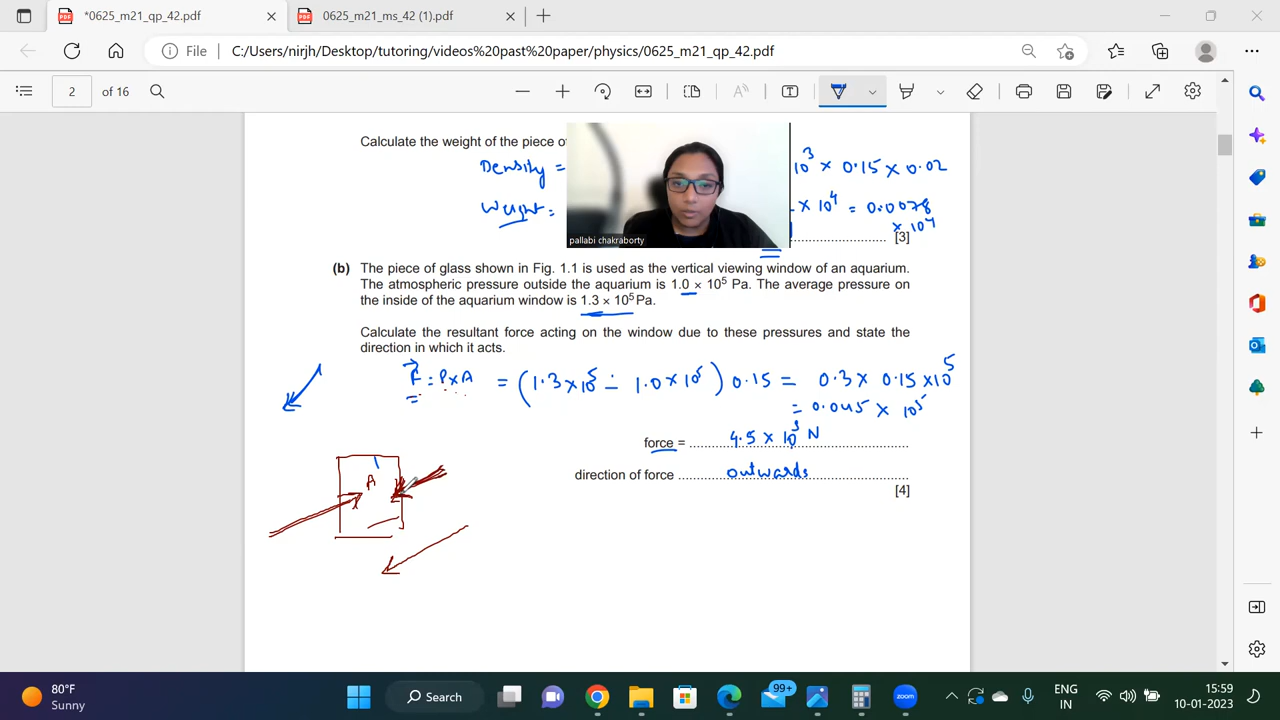 *0625_m21_qp_42.pdf
0625_m21_ms_42 (1).pdf
File C:/Users/nirjh/Desktop/tutoring/videos%20past%20paper/physics/0625_m21_qp_42.pdf
2 of 16
Calculate the weight of the piece of
Density = 10³ × 0.15 × 0.02
Weight = × 10⁴ = 0.0078
× 10⁴
[3]
pallabi chakraborty
(b) The piece of glass shown in Fig. 1.1 is used as the vertical viewing window of an aquarium.
The atmospheric pressure outside the aquarium is 1.0 × 10⁵ Pa. The average pressure on
the inside of the aquarium window is 1.3 × 10⁵ Pa.
Calculate the resultant force acting on the window due to these pressures and state the
direction in which it acts.
F = P×A = (1.3×10⁵ − 1.0×10⁵) 0.15 = 0.3 × 0.15×10⁵
= 0.045 × 10⁵
force = 4.5 × 10³ N
direction of force outwards
[4]
A
80°F
Sunny
Search
99+
ENG
IN
15:59
10-01-2023